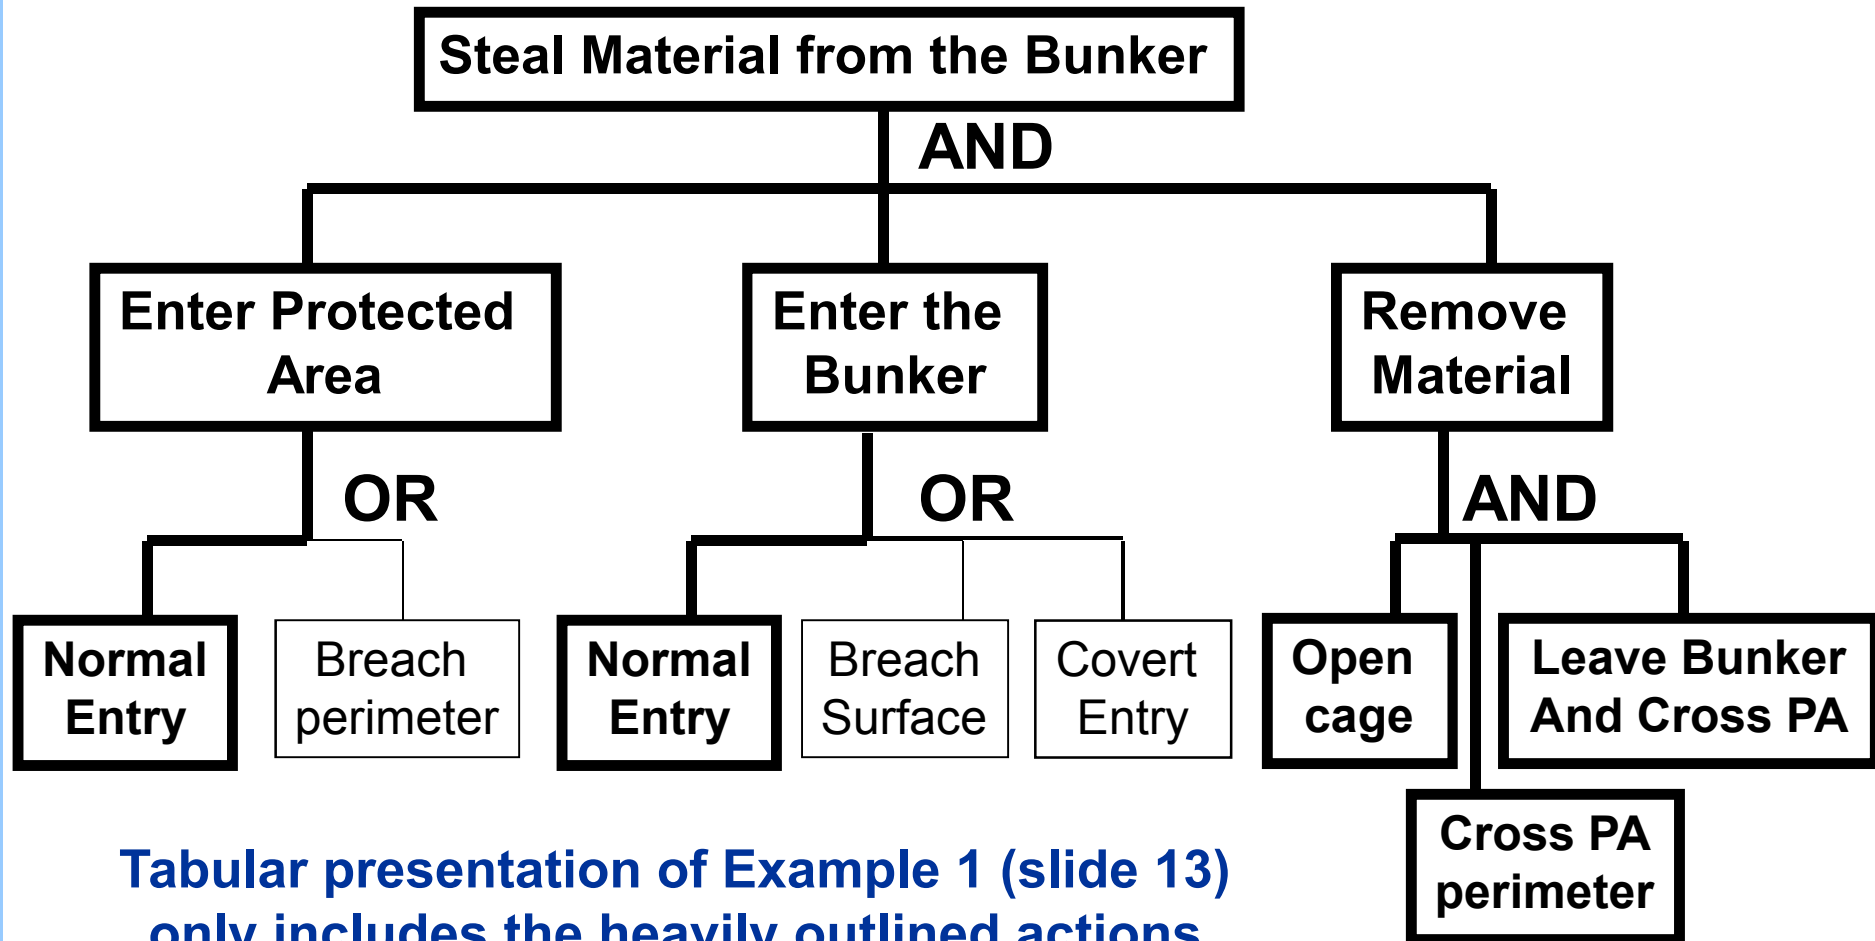 Steal Material from the Bunker
AND
Enter Protected
Area
Enter the
Bunker
Remove
Material
OR
OR
AND
Normal
Entry
Breach
perimeter
Normal
Entry
Breach
Surface
Covert
Entry
Open
cage
Leave Bunker
And Cross PA
Cross PA
perimeter
Tabular presentation of Example 1 (slide 13)
only includes the heavily outlined actions